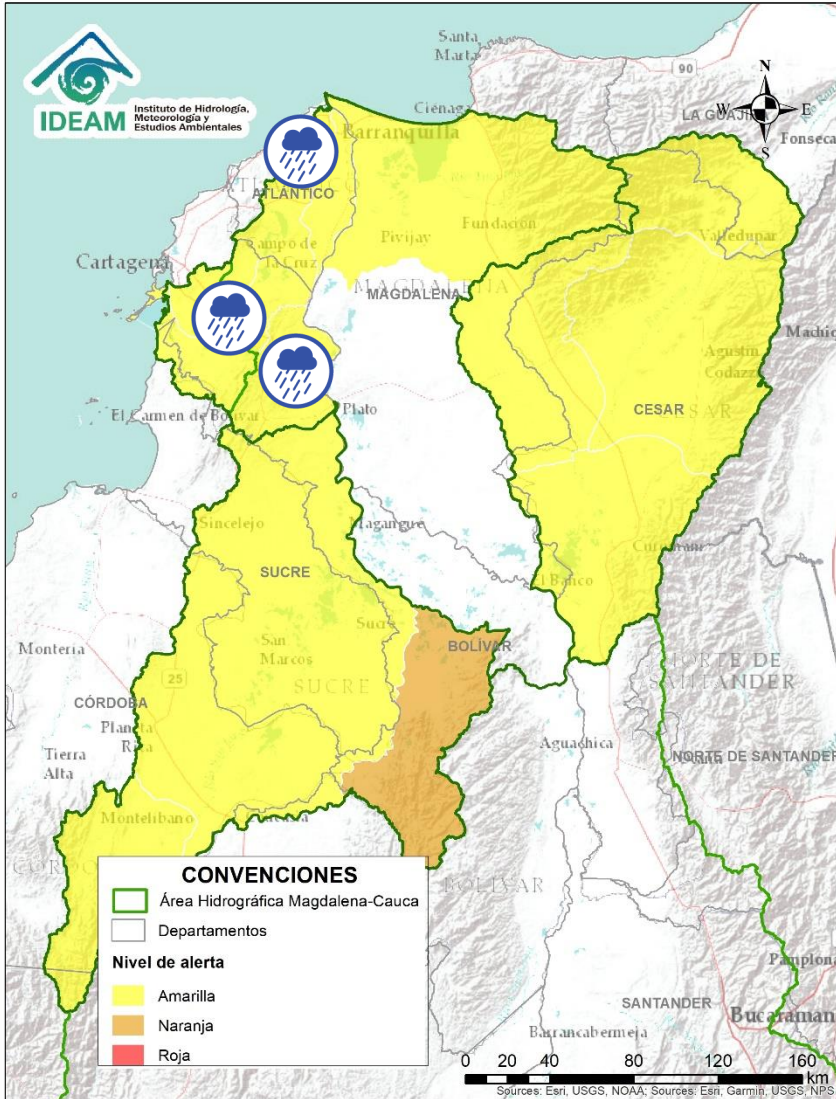 IDEAM
Instituto de Hidrología,
Meteorología y
Estudios Ambientales
Santa
Marta
90
N
W
E
S
LA GUAJI
Fonseca
Ciénaga
Barranquilla
ATLÁNTICO
Fundación
Pivijay
Valledupar
Campo de
la Cruz
Cartagena
MAGDALENA
MAGDALENA
Agustín
Codazzi
CESAR
CESAR
El Carmen de Bolívar
Plato
Sincelejo
Magangué
Curumaní
SUCRE
El Banco
Sucre
San
Marcos
BOLÍVAR
Montería
SUCRE
25
CÓRDOBA
NORTE DE
SANTANDER
Planeta
Rica
Aguachica
Tierra
Alta
NORTE DE SANTANDER
Montelíbano
BOLÍVAR
CONVENCIONES
Área Hidrográfica Magdalena-Cauca
Departamentos
Nivel de alerta
Amarilla
Naranja
Roja
Pamplona
SANTANDER
Bucaraman
Barrancabermeja
0 20 40 80 120 160
km
Sources: Esri, USGS, NOAA; Sources: Esri, Garmin, USGS, NPS